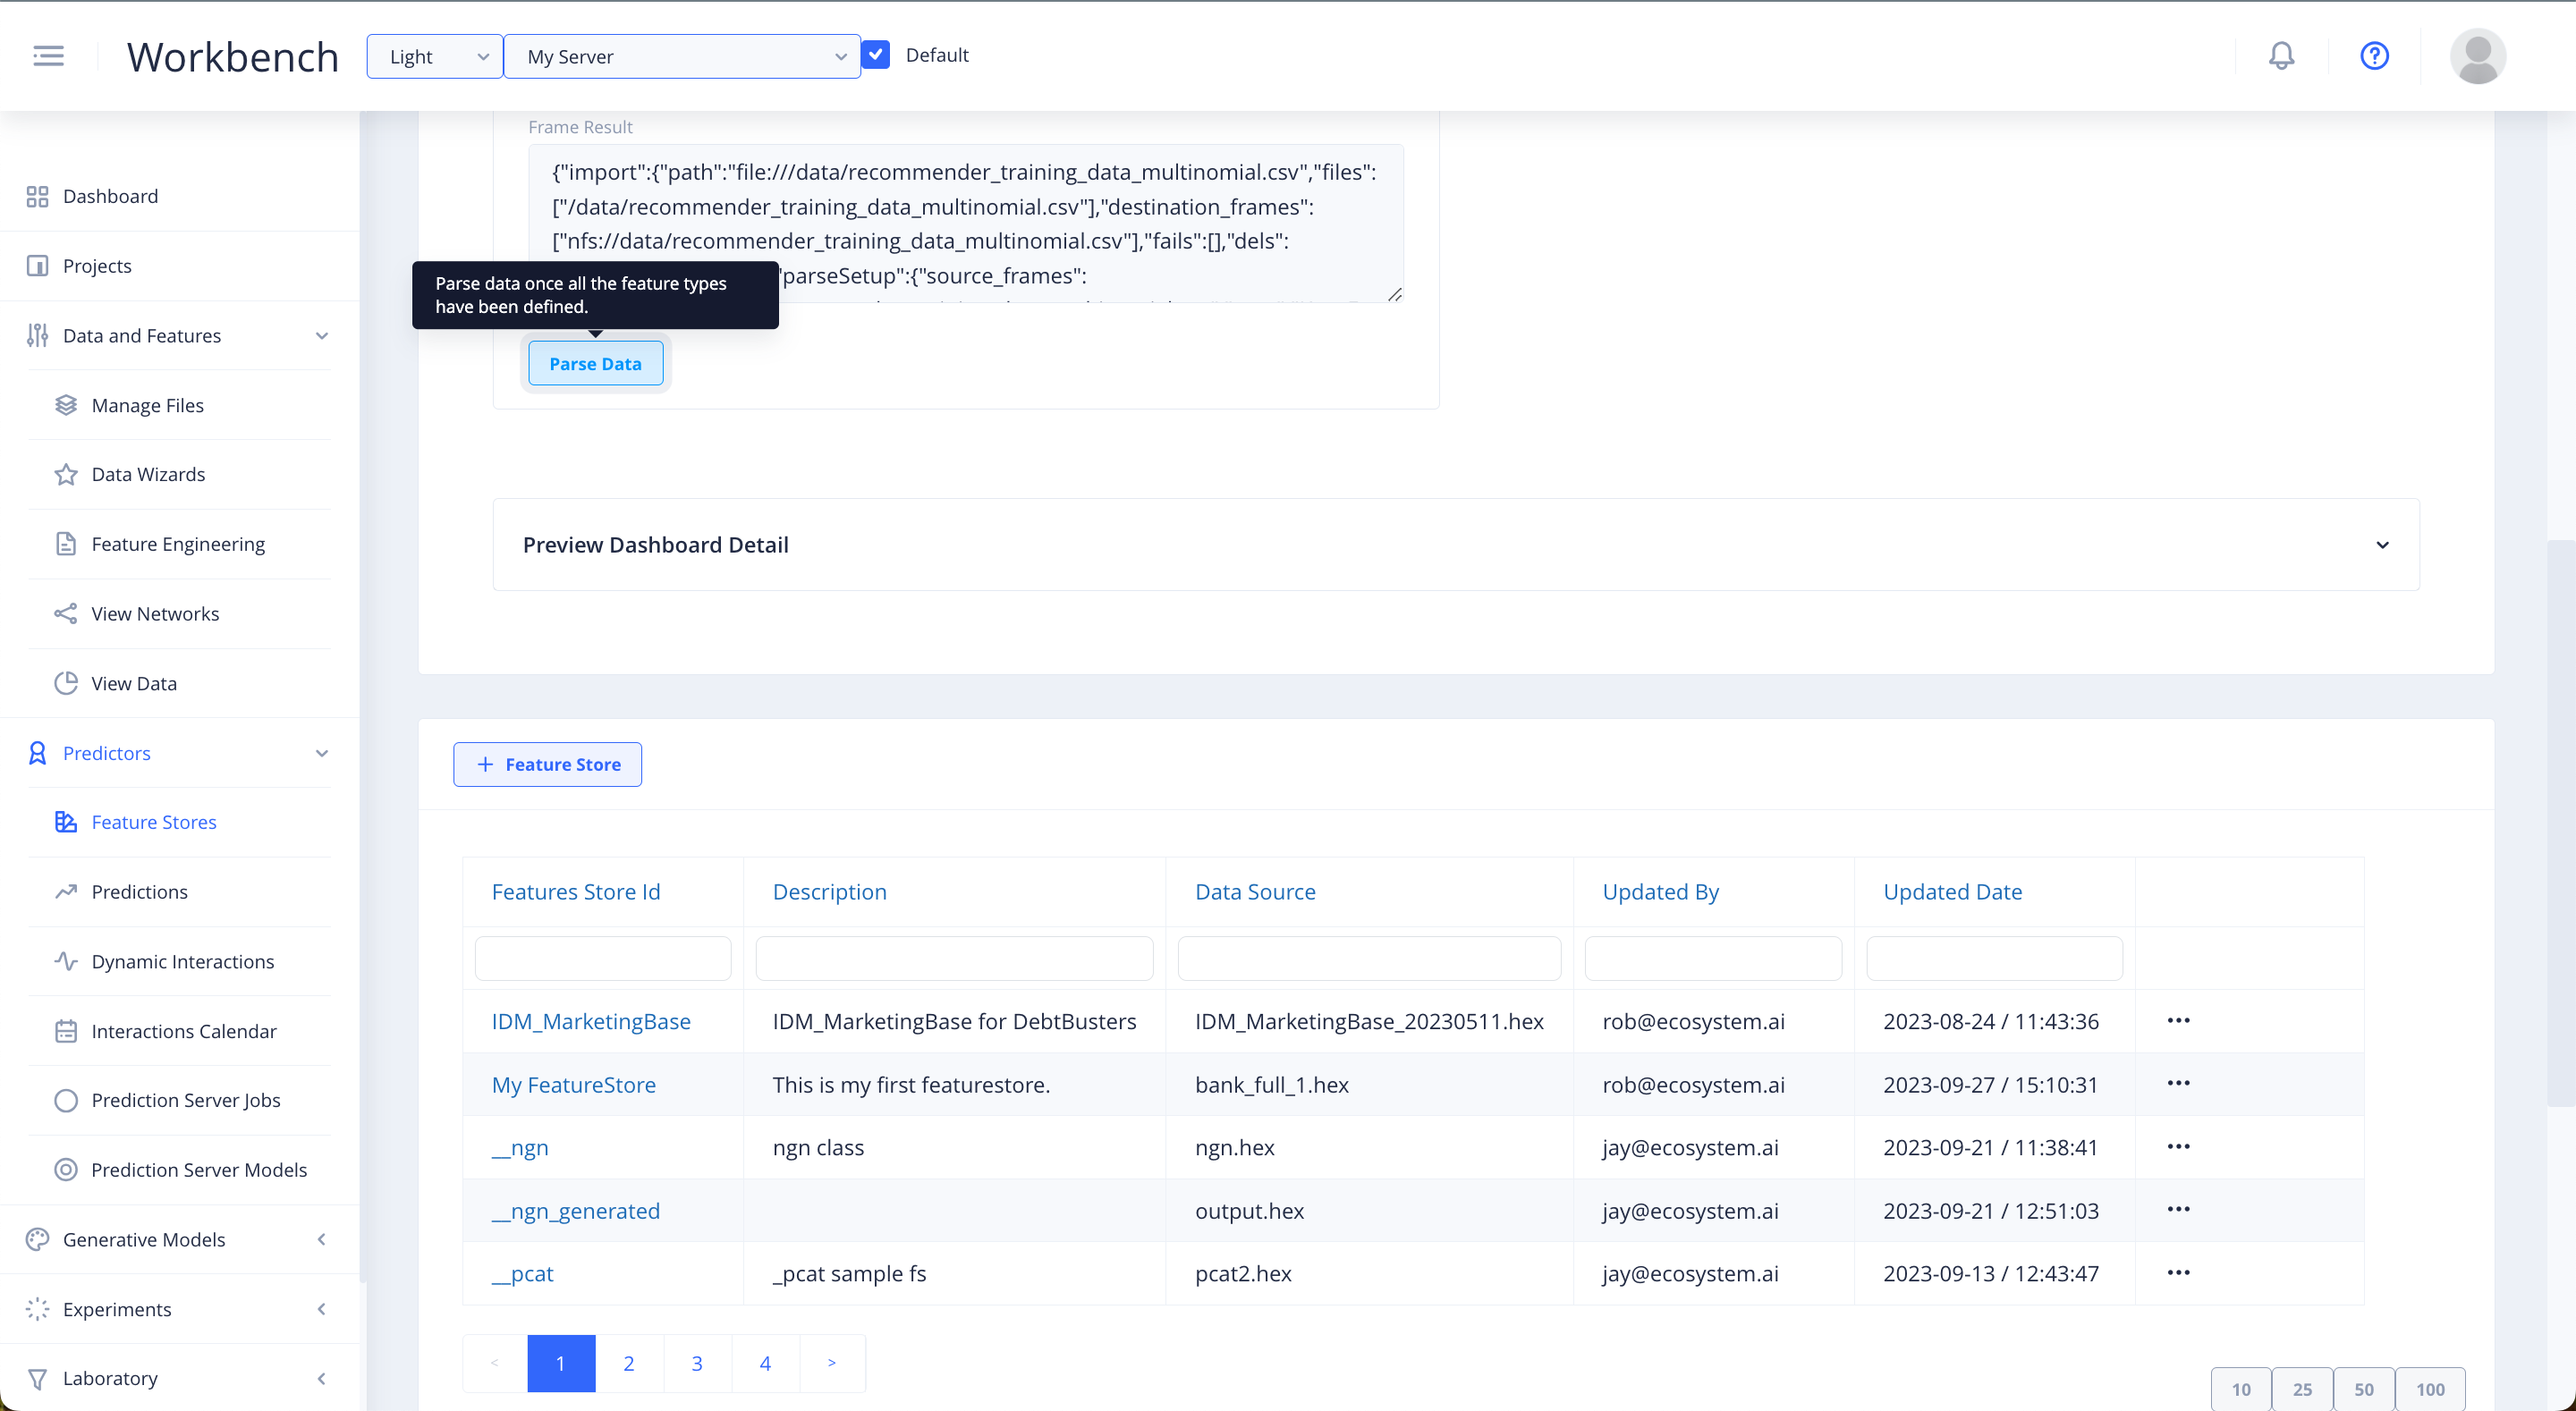 Workbench
Light
My Server
Default
Dashboard
Projects
Data and Features
Manage Files
Data Wizards
Feature Engineering
View Networks
View Data
Predictors
Feature Stores
Predictions
Dynamic Interactions
Interactions Calendar
Prediction Server Jobs
Prediction Server Models
Generative Models
Experiments
Laboratory
Frame Result
{"import":{"path":"file:///data/recommender_training_data_multinomial.csv","files":
["/data/recommender_training_data_multinomial.csv"],"destination_frames":
["nfs://data/recommender_training_data_multinomial.csv"],"fails":[],"dels":
"parseSetup":{"source_frames":
Parse data once all the feature types
have been defined.
Parse Data
Preview Dashboard Detail
+ Feature Store
Features Store Id Description Data Source Updated By Updated Date
IDM_MarketingBase IDM_MarketingBase for DebtBusters IDM_MarketingBase_20230511.hex rob@ecosystem.ai 2023-08-24 / 11:43:36 •••
My FeatureStore This is my first featurestore. bank_full_1.hex rob@ecosystem.ai 2023-09-27 / 15:10:31 •••
__ngn ngn class ngn.hex jay@ecosystem.ai 2023-09-21 / 11:38:41 •••
__ngn_generated output.hex jay@ecosystem.ai 2023-09-21 / 12:51:03 •••
__pcat _pcat sample fs pcat2.hex jay@ecosystem.ai 2023-09-13 / 12:43:47 •••
< 1 2 3 4 >
10 25 50 100